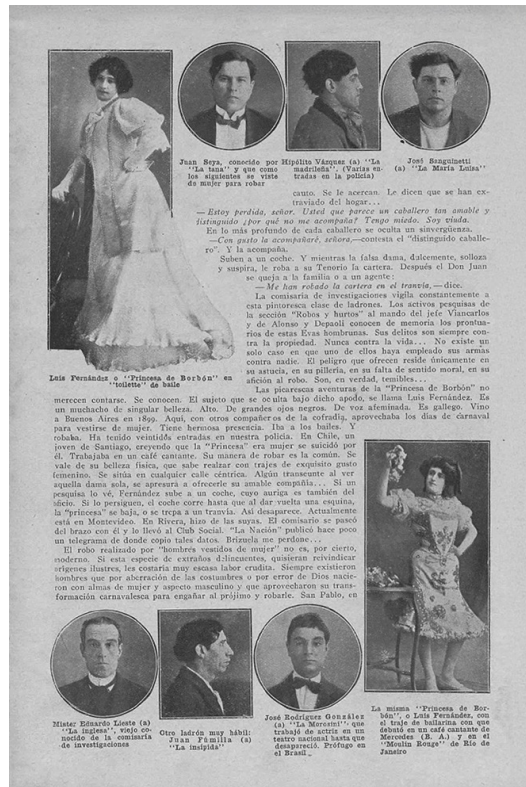 Juan Beya, conocido por
"La tana" y que como
los siguientes se viste
de mujer para robar
Hipólito Vázquez (a) "La
madrileña". (Varias en-
tradas en la policía)
José Sanguinetti
(a) "La María Luisa"
Luis Fernández o "Princesa de Borbón" en
"toilette" de baile
cauto. Se le acercan. Le dicen que se han ex-
traviado del hogar...
—Estoy perdida, señor. Usted que parece un caballero tan amable y
distinguido ¿por qué no me acompaña? Tengo miedo. Soy viuda.
En lo más profundo de cada caballero se oculta un sinvergüenza.
—Con gusto la acompañaré, señora,—contesta el "distinguido caballe-
ro". Y la acompaña.
Suben a un coche. Y mientras la falsa dama, dulcemente, solloza
y suspira, le roba a su Tenorio la cartera. Después el Don Juan
se queja a la familia o a un agente:
—Me han robado la cartera en el tranvía,—dice.
La comisaría de investigaciones vigila constantemente a
esta pintoresca clase de ladrones. Los activos pesquisas de
la sección "Robos y hurtos" al mando del jefe Viancarlos
y de Alonso y Depaoli conocen de memoria los prontua-
rios de estas Evas hombrunas. Sus delitos son siempre con-
tra la propiedad. Nunca contra la vida... No existe un
solo caso en que uno de ellos haya empleado sus armas
contra nadie. El peligro que ofrecen reside únicamente en
su astucia, en su pillería, en su falta de sentido moral, en su
afición al robo. Son, en verdad, temibles...
Las picarescas aventuras de la "Princesa de Borbón" no
merecen contarse. Se conocen. El sujeto que se oculta bajo dicho apodo, se llama Luis Fernández. Es
un muchacho de singular belleza. Alto. De grandes ojos negros. De voz afeminada. Es gallego. Vino
a Buenos Aires en 1899. Aquí, con otros compañeros de la cofradía, aprovechaba los días de carnaval
para vestirse de mujer. Tiene hermosa presencia. Iba a los bailes. Y
robaba. Ha tenido veintidós entradas en nuestra policía. En Chile, un
joven de Santiago, creyendo que la "Princesa" era mujer se suicidó por
él. Trabajaba en un café cantante. Su manera de robar es la común. Se
vale de su belleza física, que sabe realzar con trajes de exquisito gusto
femenino. Se sitúa en cualquier calle céntrica. Algún transeunte al ver
aquella dama sola, se apresura a ofrecerle su amable compañía... Si un
pesquisa lo vé, Fernández sube a un coche, cuyo auriga es también del
oficio. Si lo persiguen, el coche corre hasta que al dar vuelta una esquina,
la "princesa" se baja, o se trepa a un tranvía. Así desaparece. Actualmente
está en Montevideo. En Rivera, hizo de las suyas. El comisario se paseó
del brazo con él y lo llevó al Club Social. "La Nación" publicó hace poco
un telegrama de donde copio tales datos. Brizuela me perdone...
El robo realizado por "hombres vestidos de mujer" no es, por cierto,
moderno. Si esta especie de extraños delincuentes, quisieran reivindicar
orígenes ilustres, les costaría muy escasa labor erudita. Siempre existieron
hombres que por aberración de las costumbres o por error de Dios nacie-
ron con almas de mujer y aspecto masculino y que aprovecharon su trans-
formación carnavalesca para engañar al prójimo y robarle. San Pablo, en
Mister Eduardo Lieste (a)
"La inglesa", viejo co-
nocido de la comisaría
de investigaciones
Otro ladrón muy hábil:
Juan Fúmilla (a)
"La insípida"
José Rodríguez González
(a) "La Morosini" que
trabajó de actriz en un
teatro nacional hasta que
desapareció. Prófugo en
el Brasil
La misma "Princesa de Bor-
bón", o Luis Fernández, con
el traje de bailarina con que
debutó en un café cantante de
Mercedes (B. A.) y en el
"Moulin Rouge" de Río de
Janeiro